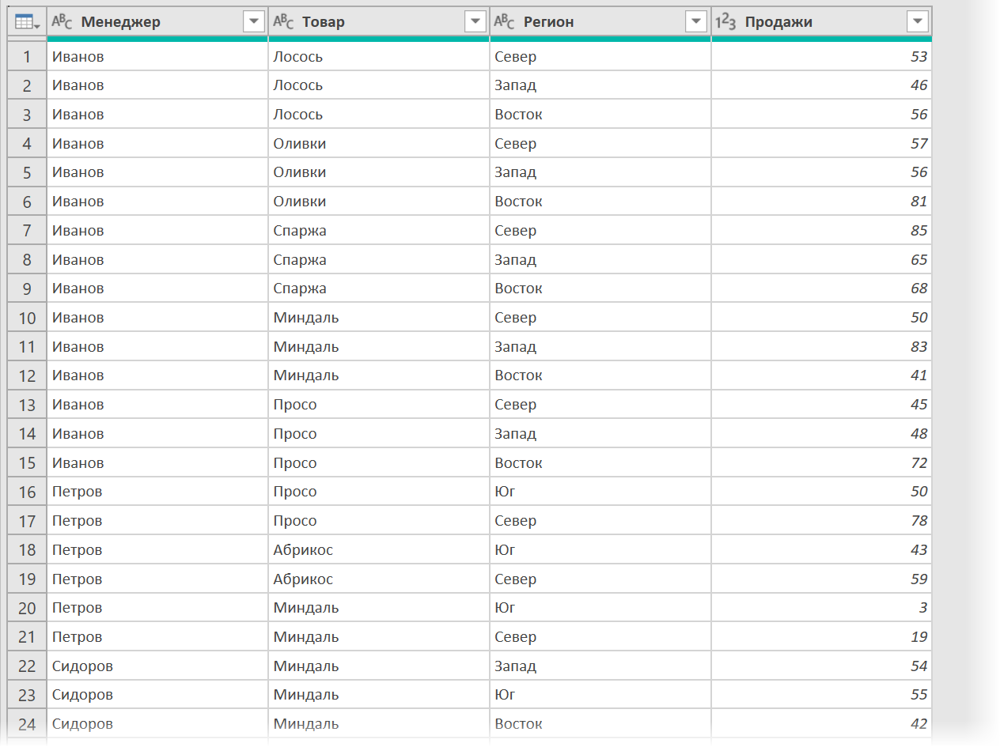 ABC Менеджер ABC Товар ABC Регион 123 Продажи
1 Иванов Лосось Север 53
2 Иванов Лосось Запад 46
3 Иванов Лосось Восток 56
4 Иванов Оливки Север 57
5 Иванов Оливки Запад 56
6 Иванов Оливки Восток 81
7 Иванов Спаржа Север 85
8 Иванов Спаржа Запад 65
9 Иванов Спаржа Восток 68
10 Иванов Миндаль Север 50
11 Иванов Миндаль Запад 83
12 Иванов Миндаль Восток 41
13 Иванов Просо Север 45
14 Иванов Просо Запад 48
15 Иванов Просо Восток 72
16 Петров Просо Юг 50
17 Петров Просо Север 78
18 Петров Абрикос Юг 43
19 Петров Абрикос Север 59
20 Петров Миндаль Юг 3
21 Петров Миндаль Север 19
22 Сидоров Миндаль Запад 54
23 Сидоров Миндаль Юг 55
24 Сидоров Миндаль Восток 42